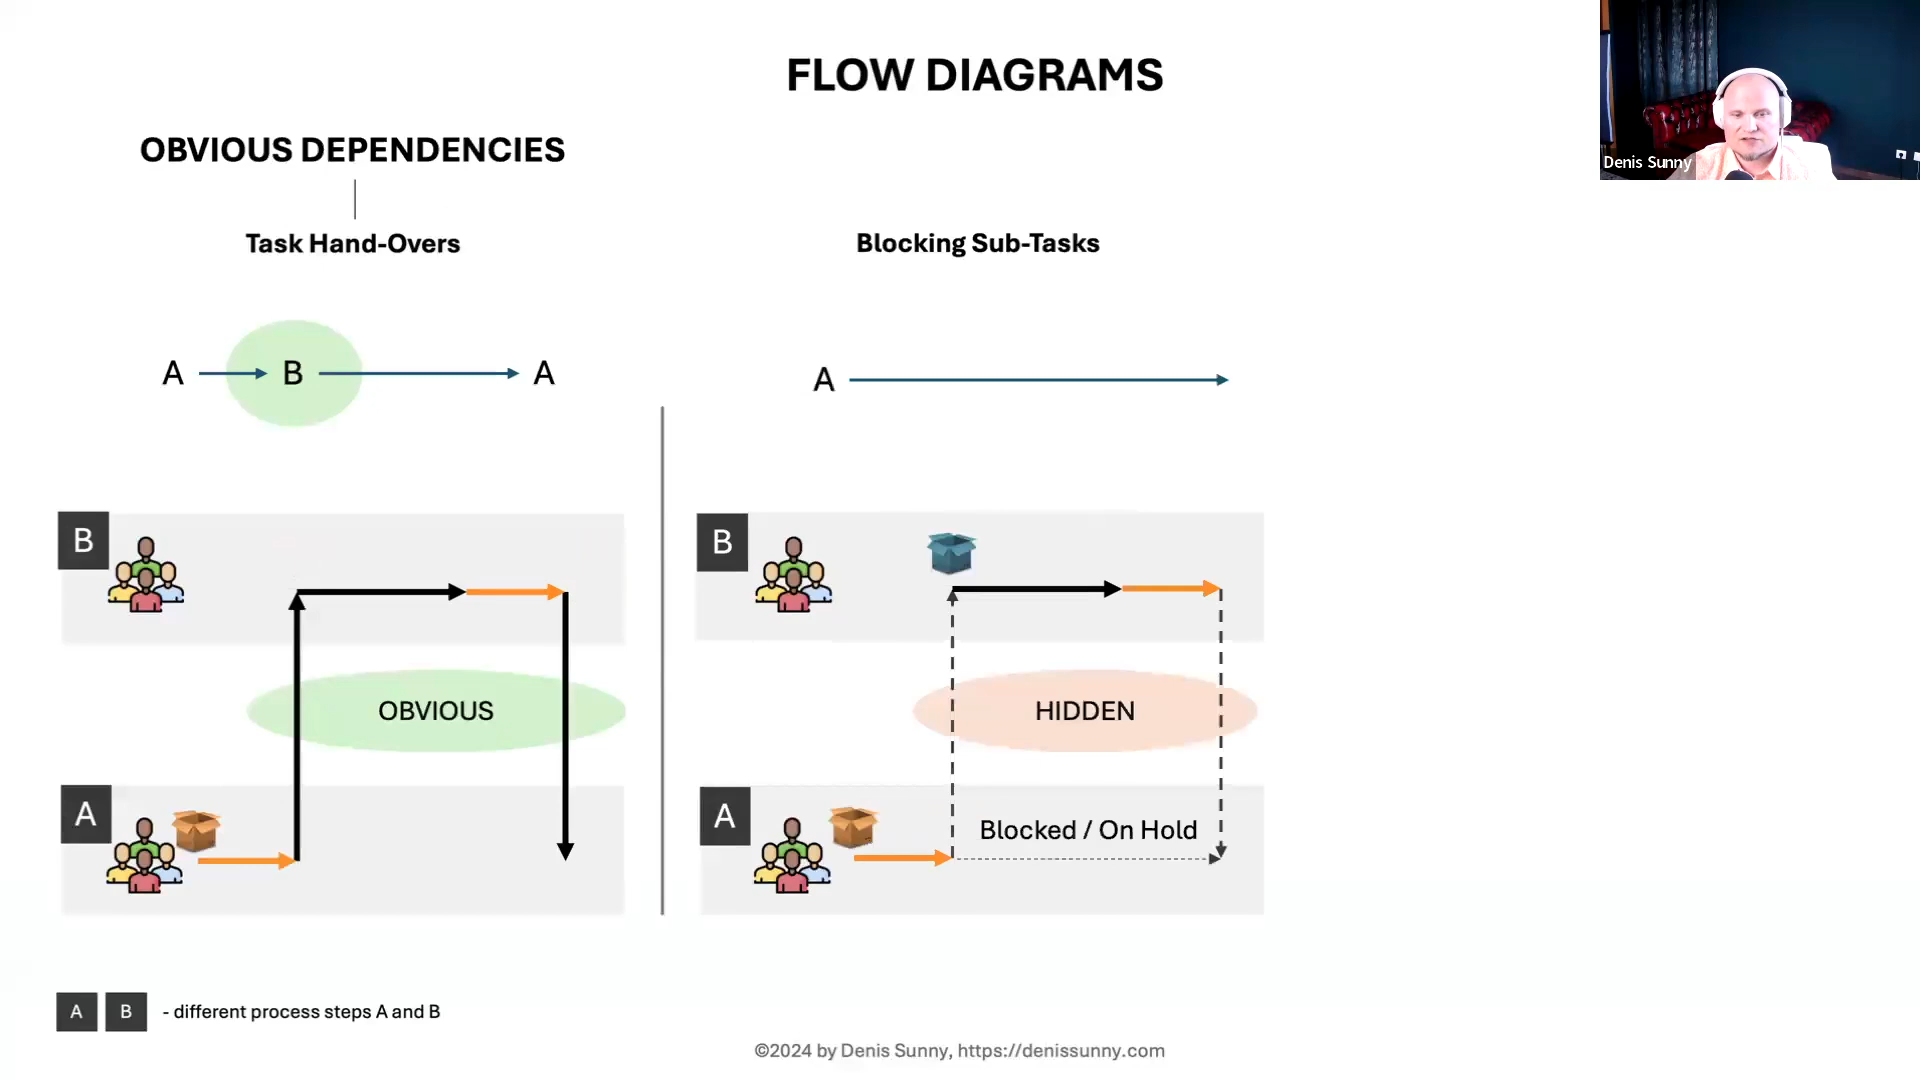 FLOW DIAGRAMS
Denis Sunny
OBVIOUS DEPENDENCIES
Task Hand-Overs
Blocking Sub-Tasks
A B A
A
B
B
OBVIOUS
HIDDEN
A
A
Blocked / On Hold
A B - different process steps A and B
©2024 by Denis Sunny, https://denissunny.com